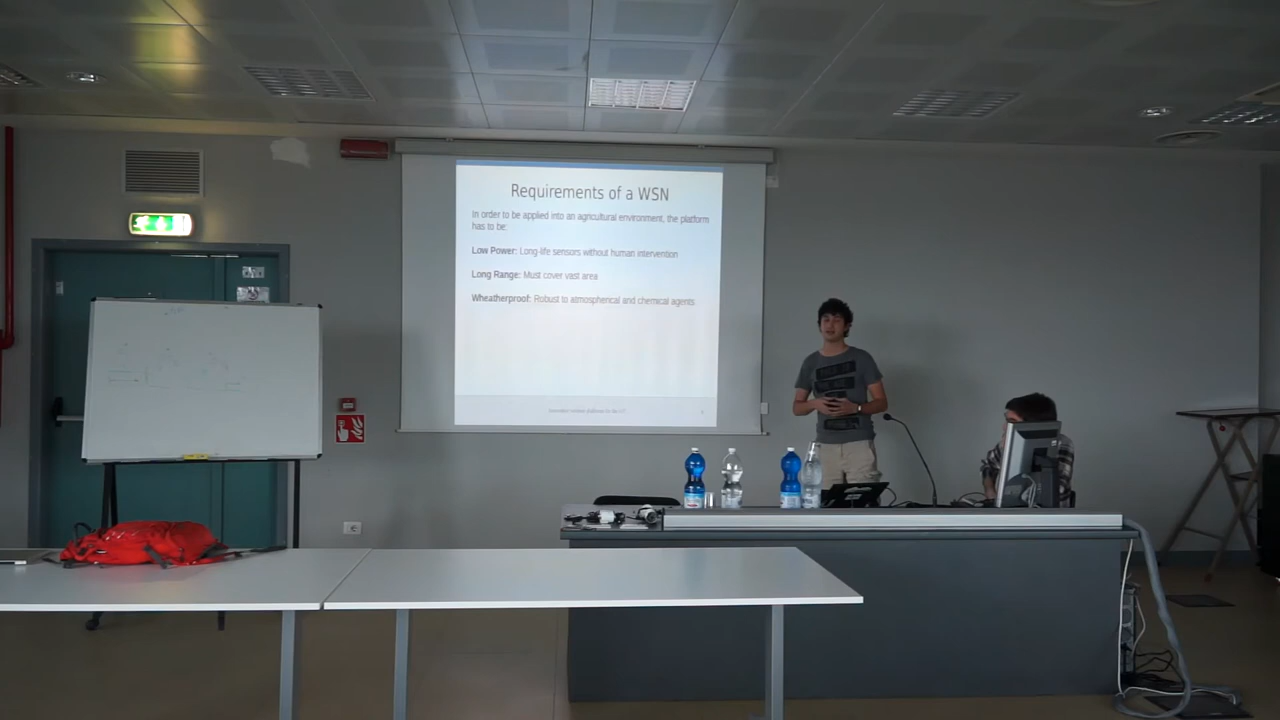 Requirements of a WSN
In order to be applied into an agricultural environment, the platform
has to be:
Low Power: Long-life sensors without human intervention
Long Range: Must cover vast area
Wheatherproof: Robust to atmospherical and chemical agents